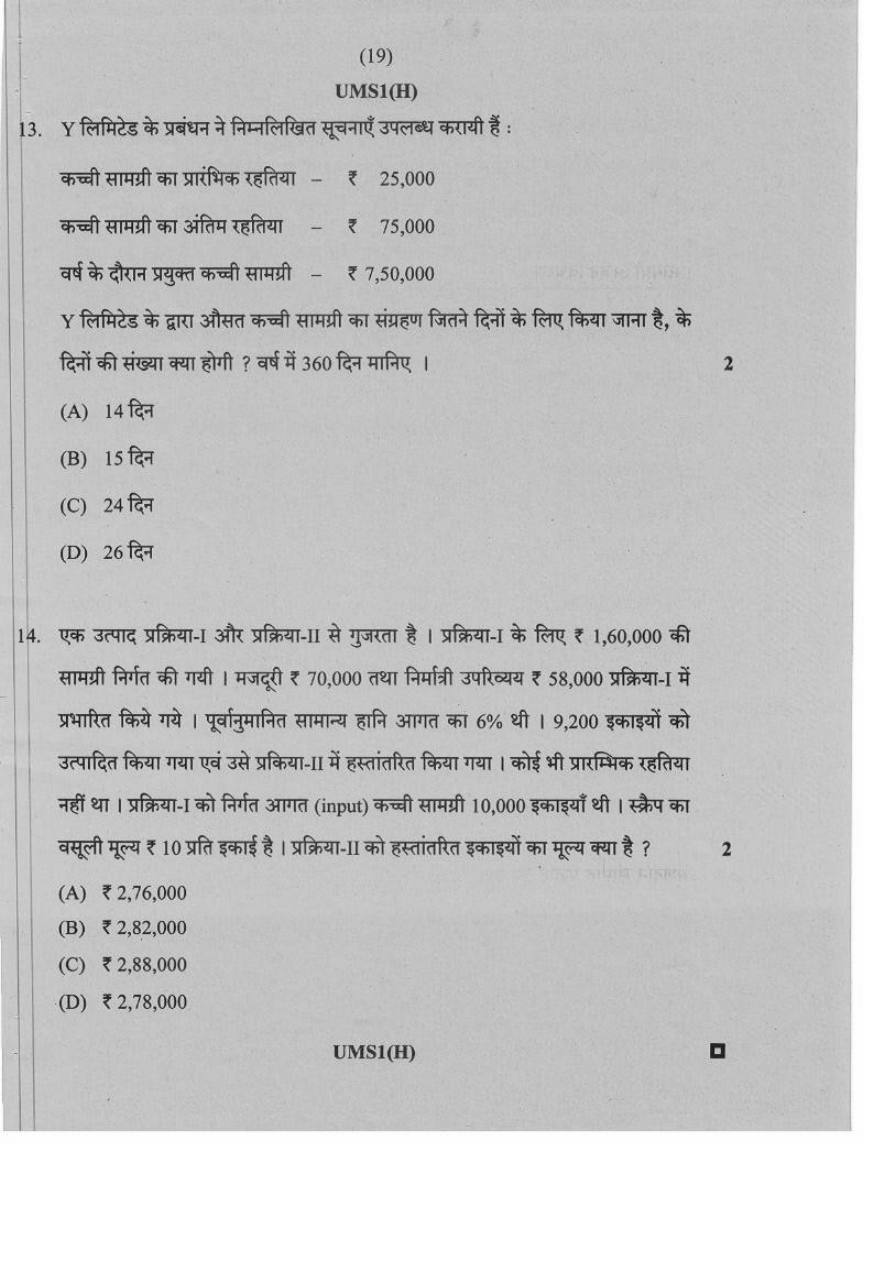 (19)
UMS1(H)
13. Y लिमिटेड के प्रबंधन ने निम्नलिखित सूचनाएँ उपलब्ध करायी हैं :
कच्ची सामग्री का प्रारंभिक रहतिया – ₹ 25,000
कच्ची सामग्री का अंतिम रहतिया – ₹ 75,000
वर्ष के दौरान प्रयुक्त कच्ची सामग्री – ₹ 7,50,000
Y लिमिटेड के द्वारा औसत कच्ची सामग्री का संग्रहण जितने दिनों के लिए किया जाना है, के
दिनों की संख्या क्या होगी ? वर्ष में 360 दिन मानिए । 2
(A) 14 दिन
(B) 15 दिन
(C) 24 दिन
(D) 26 दिन
14. एक उत्पाद प्रक्रिया-I और प्रक्रिया-II से गुजरता है । प्रक्रिया-I के लिए ₹ 1,60,000 की
सामग्री निर्गत की गयी । मजदूरी ₹ 70,000 तथा निर्मात्री उपरिव्यय ₹ 58,000 प्रक्रिया-I में
प्रभारित किये गये । पूर्वानुमानित सामान्य हानि आगत का 6% थी । 9,200 इकाइयों को
उत्पादित किया गया एवं उसे प्रकिया-II में हस्तांतरित किया गया । कोई भी प्रारम्भिक रहतिया
नहीं था । प्रक्रिया-I को निर्गत आगत (input) कच्ची सामग्री 10,000 इकाइयाँ थी । स्क्रैप का
वसूली मूल्य ₹ 10 प्रति इकाई है । प्रक्रिया-II को हस्तांतरित इकाइयों का मूल्य क्या है ? 2
(A) ₹ 2,76,000
(B) ₹ 2,82,000
(C) ₹ 2,88,000
(D) ₹ 2,78,000
UMS1(H)